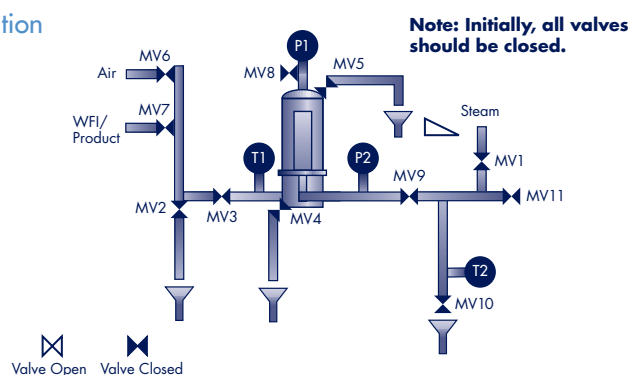 tion
Note: Initially, all valves
should be closed.
P1
MV6
MV5
MV8
Air
Steam
MV7
WFI/
Product
T1
P2
MV9
MV1
MV11
MV2
MV3
MV4
T2
MV10
Valve Open
Valve Closed